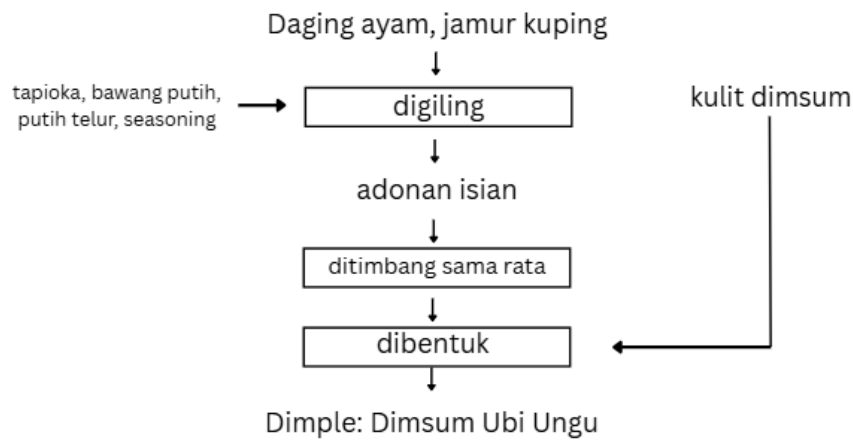 Daging ayam, jamur kuping
tapioka, bawang putih,
putih telur, seasoning
digiling
kulit dimsum
adonan isian
ditimbang sama rata
dibentuk
Dimple: Dimsum Ubi Ungu